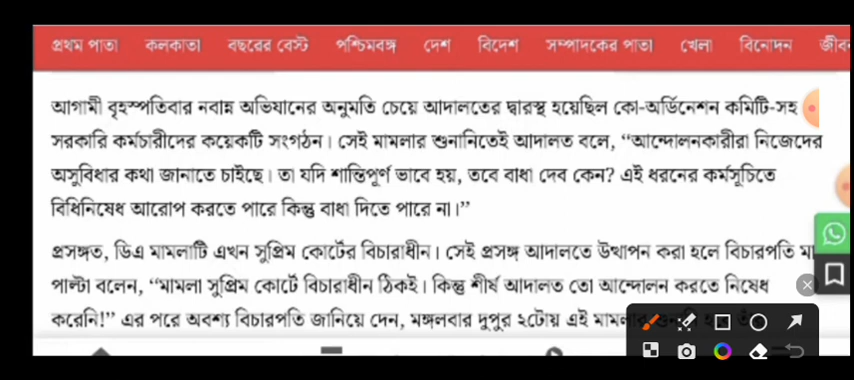 প্রথম পাতা কলকাতা বছরের বেস্ট পশ্চিমবঙ্গ দেশ বিদেশ সম্পাদকের পাতা খেলা বিনোদন
আগামী বৃহস্পতিবার নবান্ন অভিযানের অনুমতি চেয়ে আদালতের দ্বারস্থ হয়েছিল কো-অর্ডিনেশন কমিটি-সহ
সরকারি কর্মচারীদের কয়েকটি সংগঠন। সেই মামলার শুনানিতেই আদালত বলে, “আন্দোলনকারীরা নিজেদের
অসুবিধার কথা জানাতে চাইছে। তা যদি শান্তিপূর্ণ ভাবে হয়, তবে বাধা দেব কেন? এই ধরনের কর্মসূচিতে
বিধিনিষেধ আরোপ করতে পারে কিন্তু বাধা দিতে পারে না।”
প্রসঙ্গত, ডিএ মামলাটি এখন সুপ্রিম কোর্টের বিচারাধীন। সেই প্রসঙ্গ আদালতে উত্থাপন করা হলে বিচারপতি
পাল্টা বলেন, “মামলা সুপ্রিম কোর্টে বিচারাধীন ঠিকই। কিন্তু শীর্ষ আদালত তো আন্দোলন করতে নিষেধ
করেনি!” এর পরে অবশ্য বিচারপতি জানিয়ে দেন, মঙ্গলবার দুপুর ২টোয় এই